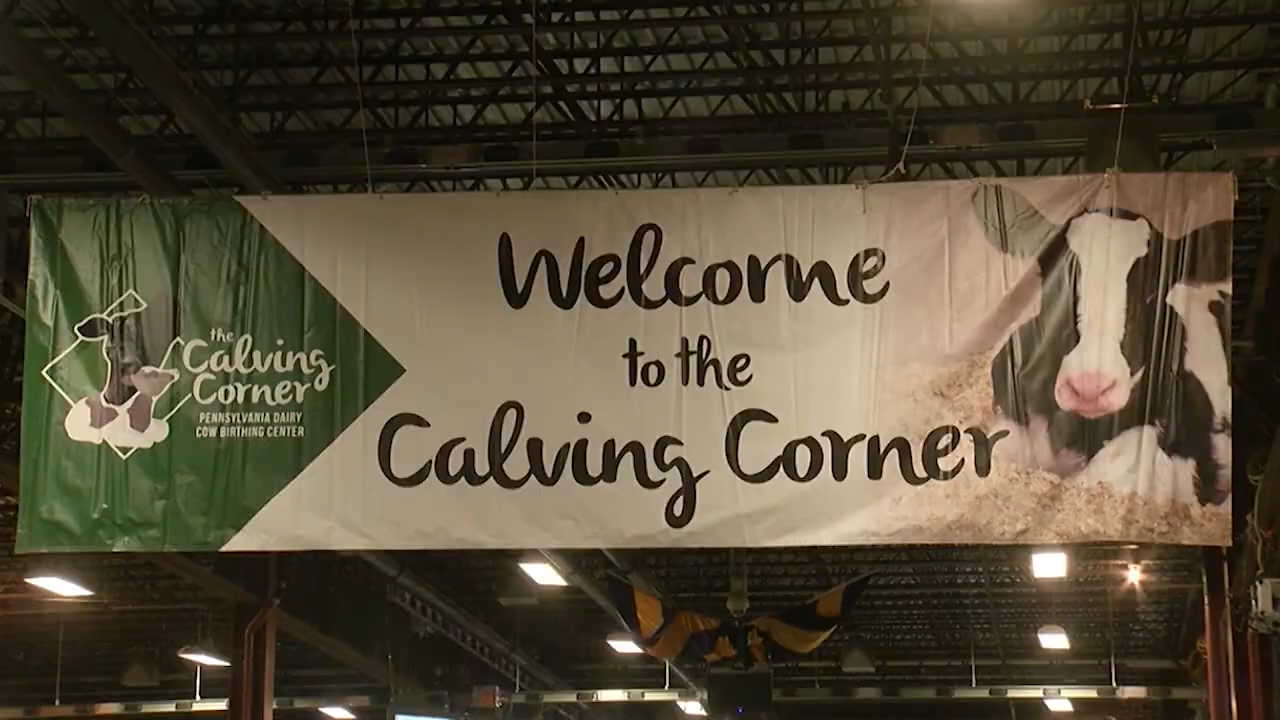 the
Calving
Corner
PENNSYLVANIA DAIRY
COW BIRTHING CENTER
Welcome
to the
Calving Corner